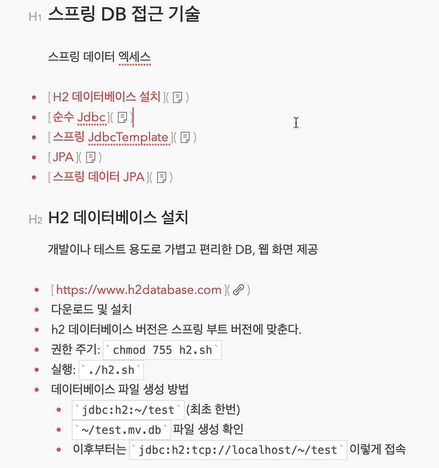 H1 스프링 DB 접근 기술
스프링 데이터 엑세스
• [H2 데이터베이스 설치]( )
• [순수 Jdbc]( )
• [스프링 JdbcTemplate]( )
• [JPA]( )
• [스프링 데이터 JPA]( )
H2 H2 데이터베이스 설치
개발이나 테스트 용도로 가볍고 편리한 DB, 웹 화면 제공
• [https://www.h2database.com]( )
• 다운로드 및 설치
• h2 데이터베이스 버전은 스프링 부트 버전에 맞춘다.
• 권한 주기: `chmod 755 h2.sh`
• 실행: `./h2.sh`
• 데이터베이스 파일 생성 방법
• `jdbc:h2:~/test` (최초 한번)
• `~/test.mv.db` 파일 생성 확인
• 이후부터는 `jdbc:h2:tcp://localhost/~/test` 이렇게 접속